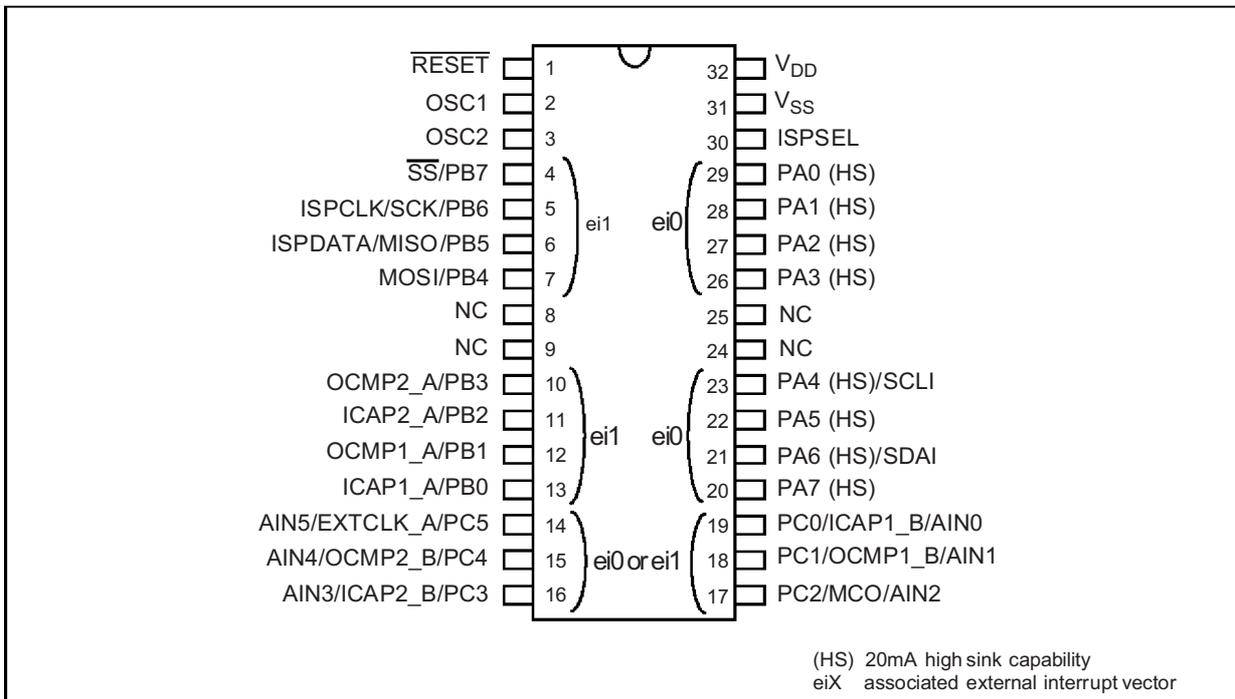 RESET 1 32 VDD
OSC1 2 31 VSS
OSC2 3 30 ISPSEL
SS/PB7 4 29 PA0 (HS)
ISPCLK/SCK/PB6 5 ei1 ei0 28 PA1 (HS)
ISPDATA/MISO/PB5 6 27 PA2 (HS)
MOSI/PB4 7 26 PA3 (HS)
NC 8 25 NC
NC 9 24 NC
OCMP2_A/PB3 10 23 PA4 (HS)/SCLI
ICAP2_A/PB2 11 ei1 ei0 22 PA5 (HS)
OCMP1_A/PB1 12 21 PA6 (HS)/SDAI
ICAP1_A/PB0 13 20 PA7 (HS)
AIN5/EXTCLK_A/PC5 14 19 PC0/ICAP1_B/AIN0
AIN4/OCMP2_B/PC4 15 ei0 or ei1 18 PC1/OCMP1_B/AIN1
AIN3/ICAP2_B/PC3 16 17 PC2/MCO/AIN2
(HS) 20mA high sink capability
eiX associated external interrupt vector